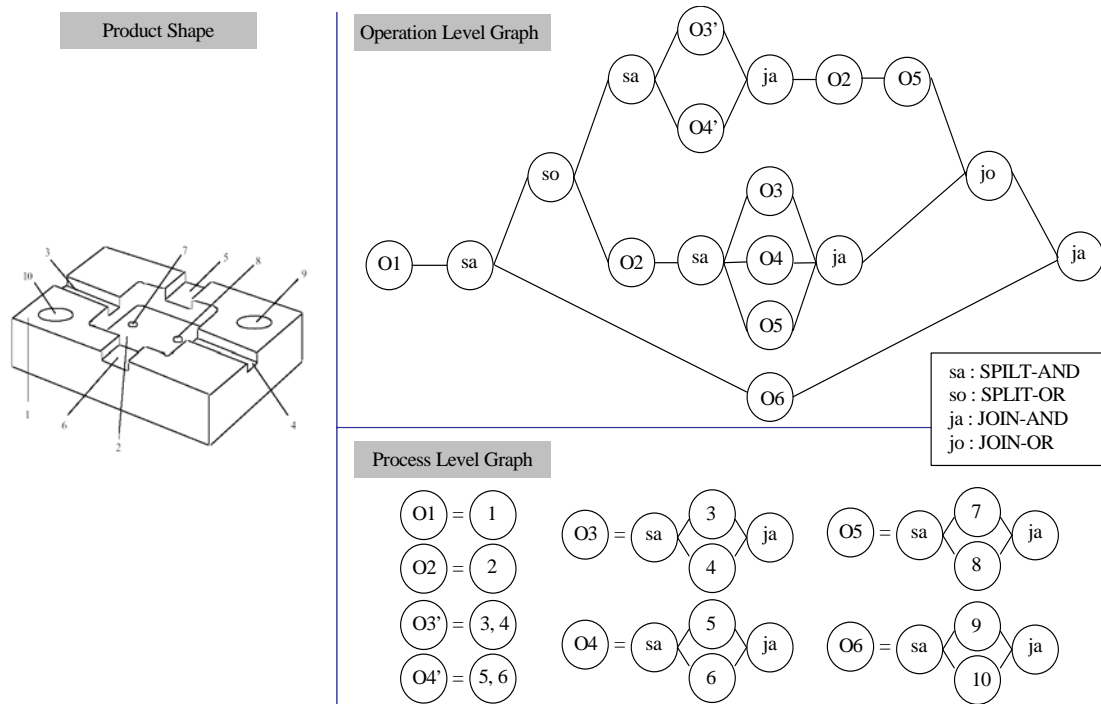 Product Shape
3
10
7
5
8
9
1
6
2
4
Operation Level Graph
O3’
sa
ja
O2
O5
O4’
so
jo
O3
O1
sa
O2
sa
O4
ja
ja
O5
O6
sa : SPILT-AND
so : SPLIT-OR
ja : JOIN-AND
jo : JOIN-OR
Process Level Graph
O1 = 1
O2 = 2
O3’ = 3, 4
O4’ = 5, 6
O3 = sa 3 4 ja
O4 = sa 5 6 ja
O5 = sa 7 8 ja
O6 = sa 9 10 ja